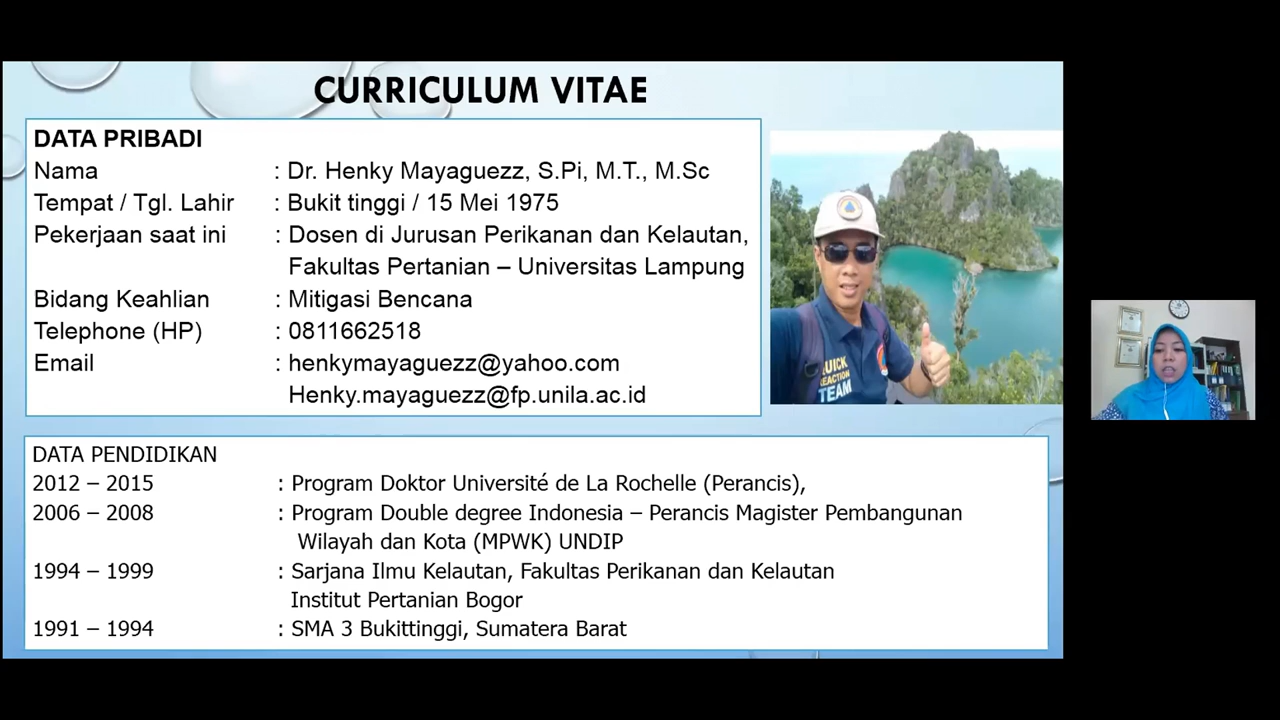 CURRICULUM VITAE
DATA PRIBADI
Nama : Dr. Henky Mayaguezz, S.Pi, M.T., M.Sc
Tempat / Tgl. Lahir : Bukit tinggi / 15 Mei 1975
Pekerjaan saat ini : Dosen di Jurusan Perikanan dan Kelautan,
Fakultas Pertanian – Universitas Lampung
Bidang Keahlian : Mitigasi Bencana
Telephone (HP) : 0811662518
Email : henkymayaguezz@yahoo.com
Henky.mayaguezz@fp.unila.ac.id
QUICK
REACTION
TEAM
DATA PENDIDIKAN
2012 – 2015 : Program Doktor Université de La Rochelle (Perancis),
2006 – 2008 : Program Double degree Indonesia – Perancis Magister Pembangunan
Wilayah dan Kota (MPWK) UNDIP
1994 – 1999 : Sarjana Ilmu Kelautan, Fakultas Perikanan dan Kelautan
Institut Pertanian Bogor
1991 – 1994 : SMA 3 Bukittinggi, Sumatera Barat